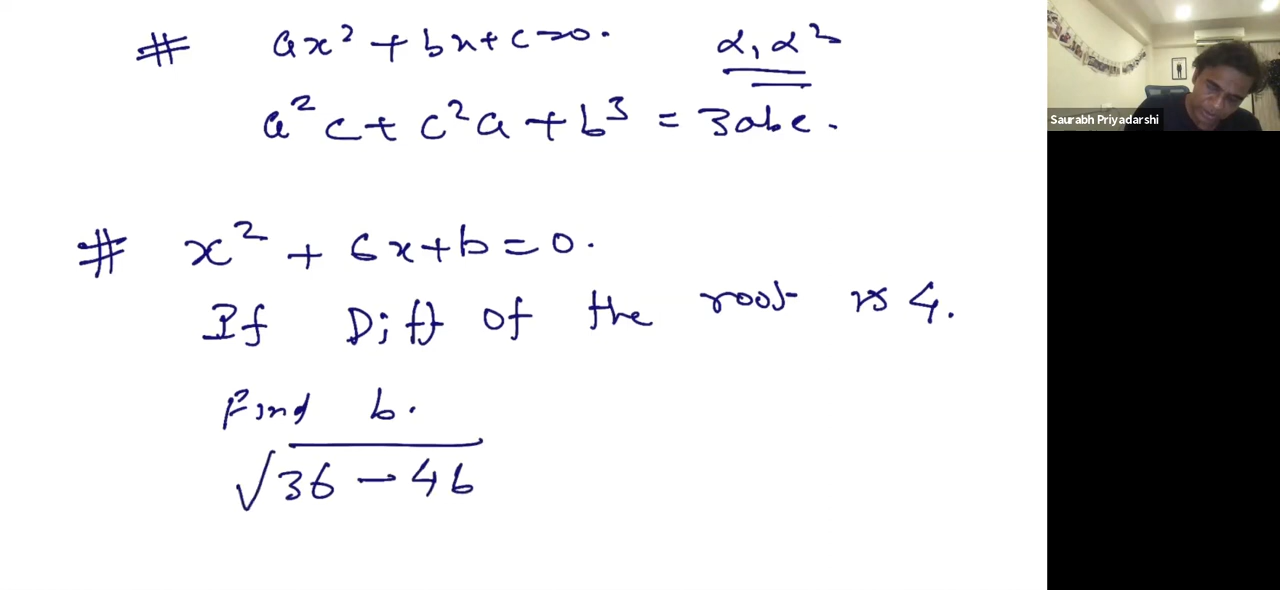 # ax² + bx + c = 0. α, α²
a²c + c²a + b³ = 3abc.
# x² + 6x + b = 0.
If Diff of the root is 4.
Find b.
√36 - 4b
Saurabh Priyadarshi